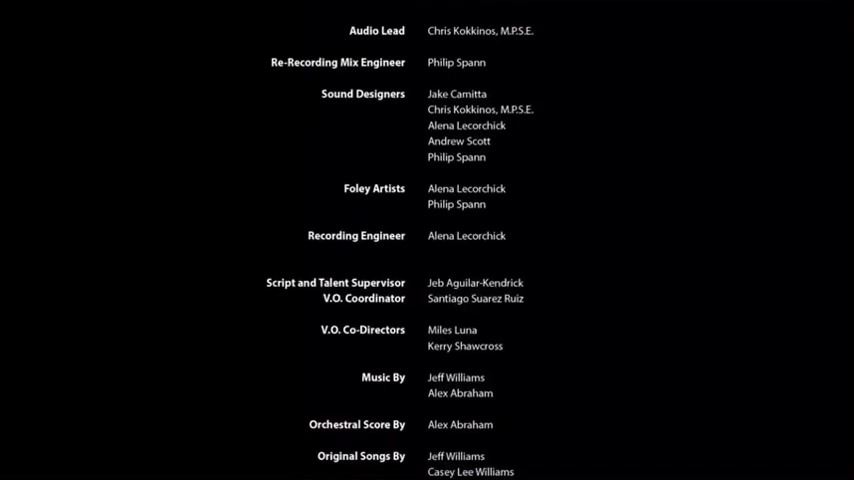 Audio Lead Chris Kokkinos, M.P.S.E.
Re-Recording Mix Engineer Philip Spann
Sound Designers Jake Camitta
Chris Kokkinos, M.P.S.E.
Alena Lecorchick
Andrew Scott
Philip Spann
Foley Artists Alena Lecorchick
Philip Spann
Recording Engineer Alena Lecorchick
Script and Talent Supervisor Jeb Aguilar-Kendrick
V.O. Coordinator Santiago Suarez Ruiz
V.O. Co-Directors Miles Luna
Kerry Shawcross
Music By Jeff Williams
Alex Abraham
Orchestral Score By Alex Abraham
Original Songs By Jeff Williams
Casey Lee Williams